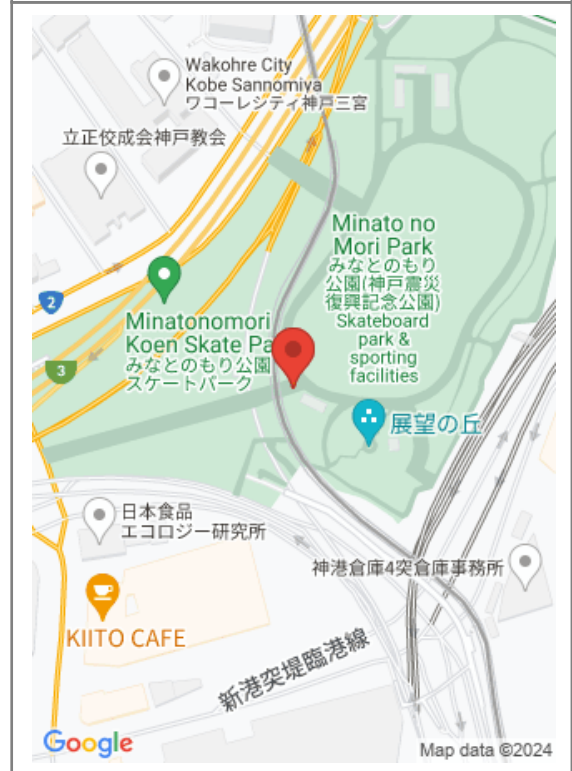 Wakohre City
Kobe Sannomiya
ワコーレシティ神戸三宮
立正佼成会神戸教会
Minato no
Mori Park
みなとのもり
公園(神戸震災
復興記念公園)
Skateboard
park &
sporting
facilities
2
Minatonomori
Koen Skate Pa
みなとのもり公園
スケートパーク
3
展望の丘
日本食品
エコロジー研究所
神港倉庫4突倉庫事務所
KIITO CAFE
新港突堤臨港線
Google
Map data ©2024